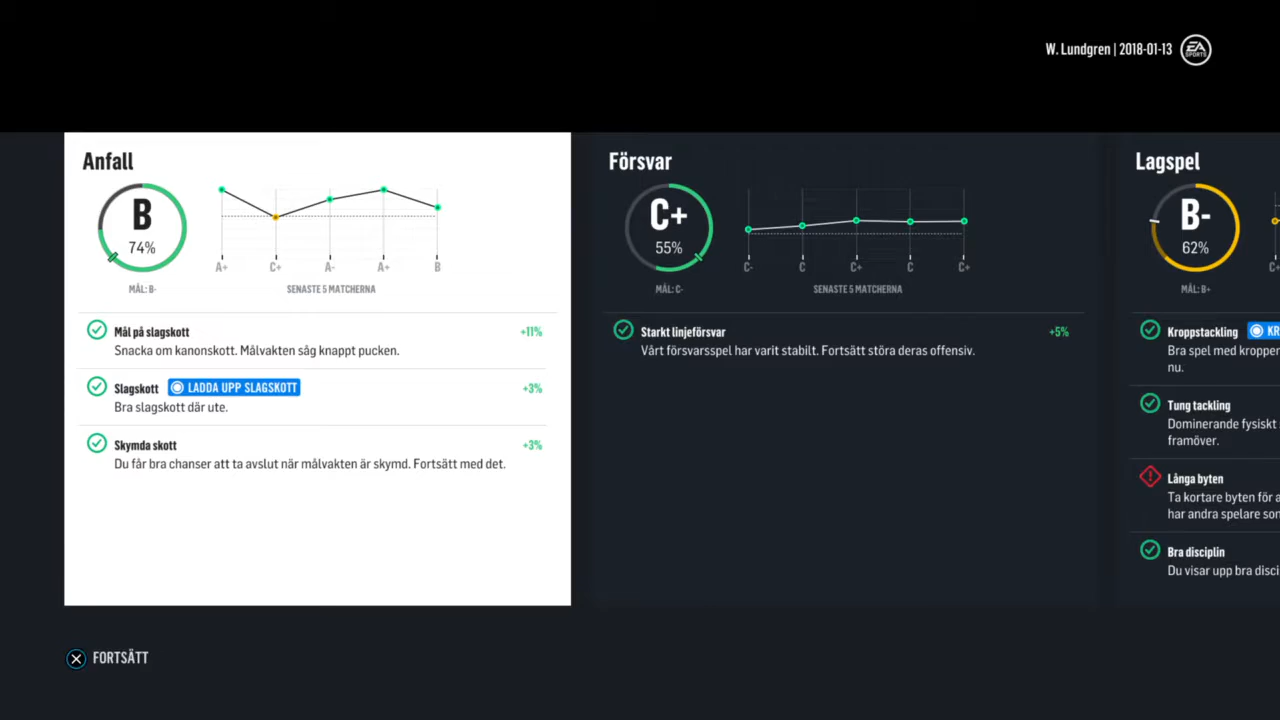 W. Lundgren | 2018-01-13
EA
SPORTS
Anfall
B
74%
MÅL: B-
A+ C+ A- A+ B
SENASTE 5 MATCHERNA
Mål på slagskott +11%
Snacka om kanonskott. Målvakten såg knappt pucken.
Slagskott LADDA UPP SLAGSKOTT +3%
Bra slagskott där ute.
Skymda skott +3%
Du får bra chanser att ta avslut när målvakten är skymd. Fortsätt med det.
Försvar
C+
55%
MÅL: C-
C- C C+ C C+
SENASTE 5 MATCHERNA
Starkt linjeförsvar +5%
Vårt försvarsspel har varit stabilt. Fortsätt störa deras offensiv.
Lagspel
B-
62%
MÅL: B+
Kroppstackling KR
Bra spel med kroppen
nu.
Tung tackling
Dominerande fysiskt
framöver.
Långa byten
Ta kortare byten för a
har andra spelare som
Bra disciplin
Du visar upp bra disci
FORTSÄTT